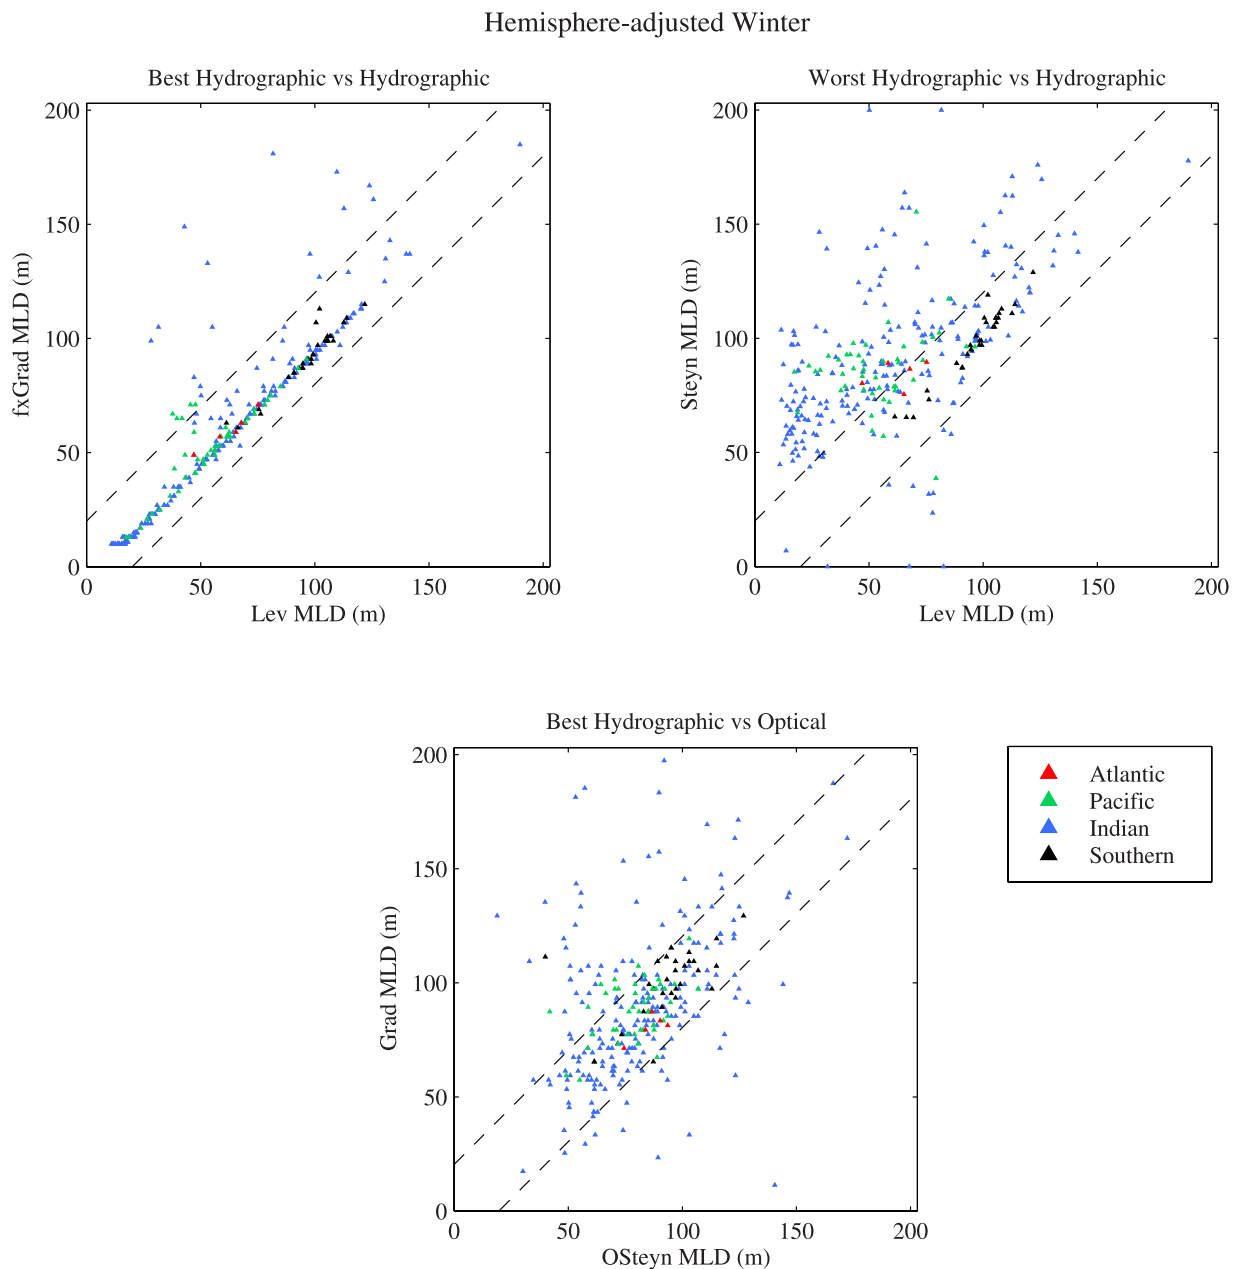 Hemisphere-adjusted Winter
Best Hydrographic vs Hydrographic
200
150
100
50
0
fxGrad MLD (m)
0 50 100 150 200
Lev MLD (m)
Worst Hydrographic vs Hydrographic
200
150
100
50
0
Steyn MLD (m)
0 50 100 150 200
Lev MLD (m)
Best Hydrographic vs Optical
200
150
100
50
0
Grad MLD (m)
0 50 100 150 200
OSteyn MLD (m)
Atlantic
Pacific
Indian
Southern